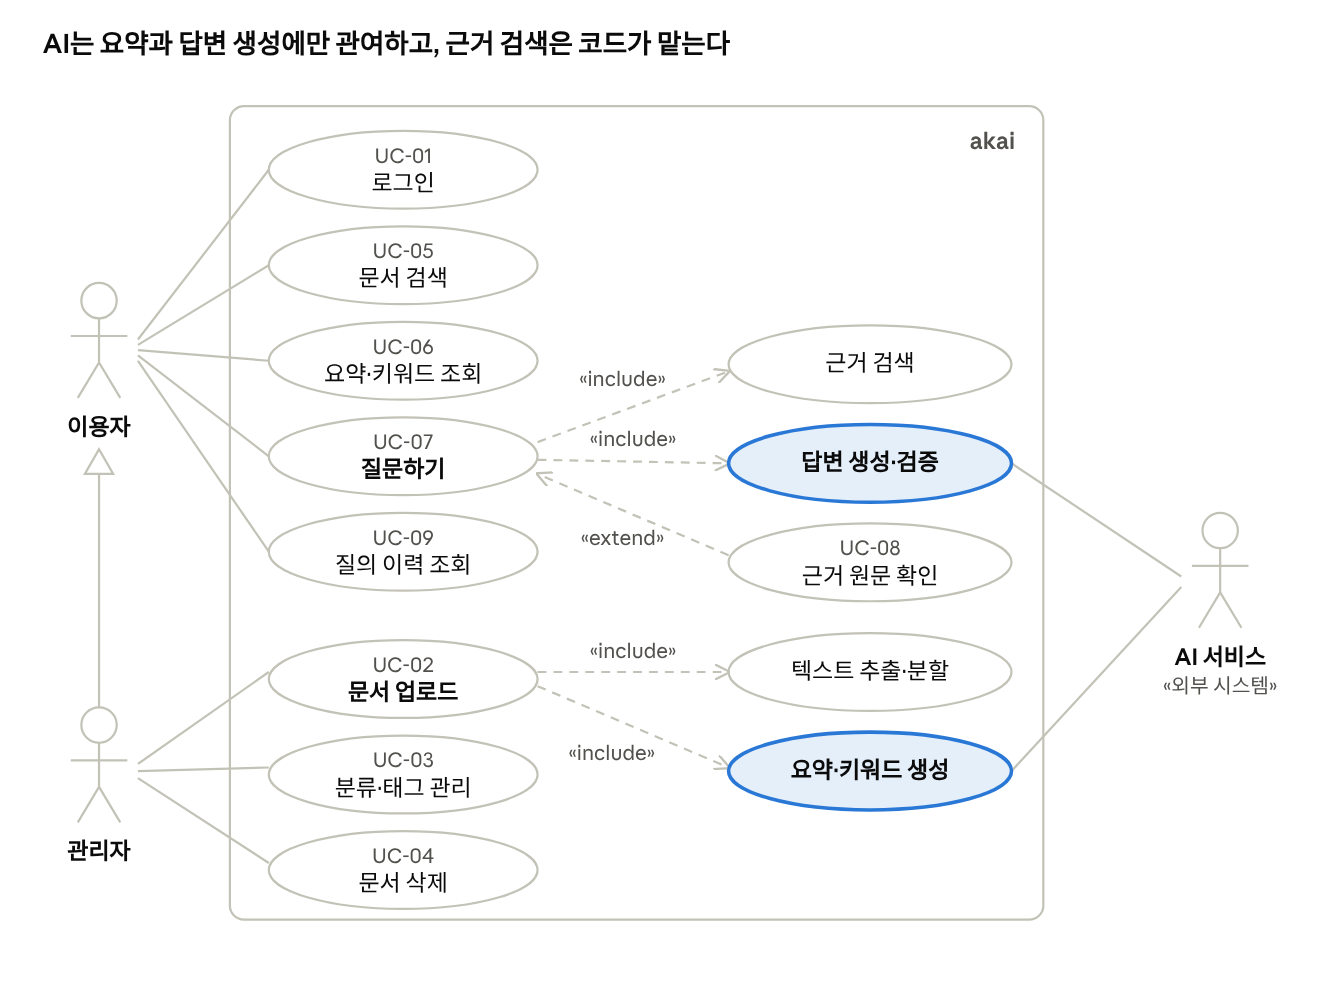 AI는 요약과 답변 생성에만 관여하고, 근거 검색은 코드가 맡는다
akai
UC-01
로그인
UC-05
문서 검색
UC-06
요약·키워드 조회
UC-07
질문하기
UC-09
질의 이력 조회
«include»
«include»
«extend»
근거 검색
답변 생성·검증
UC-08
근거 원문 확인
이용자
UC-02
문서 업로드
UC-03
분류·태그 관리
UC-04
문서 삭제
«include»
«include»
텍스트 추출·분할
요약·키워드 생성
관리자
AI 서비스
«외부 시스템»